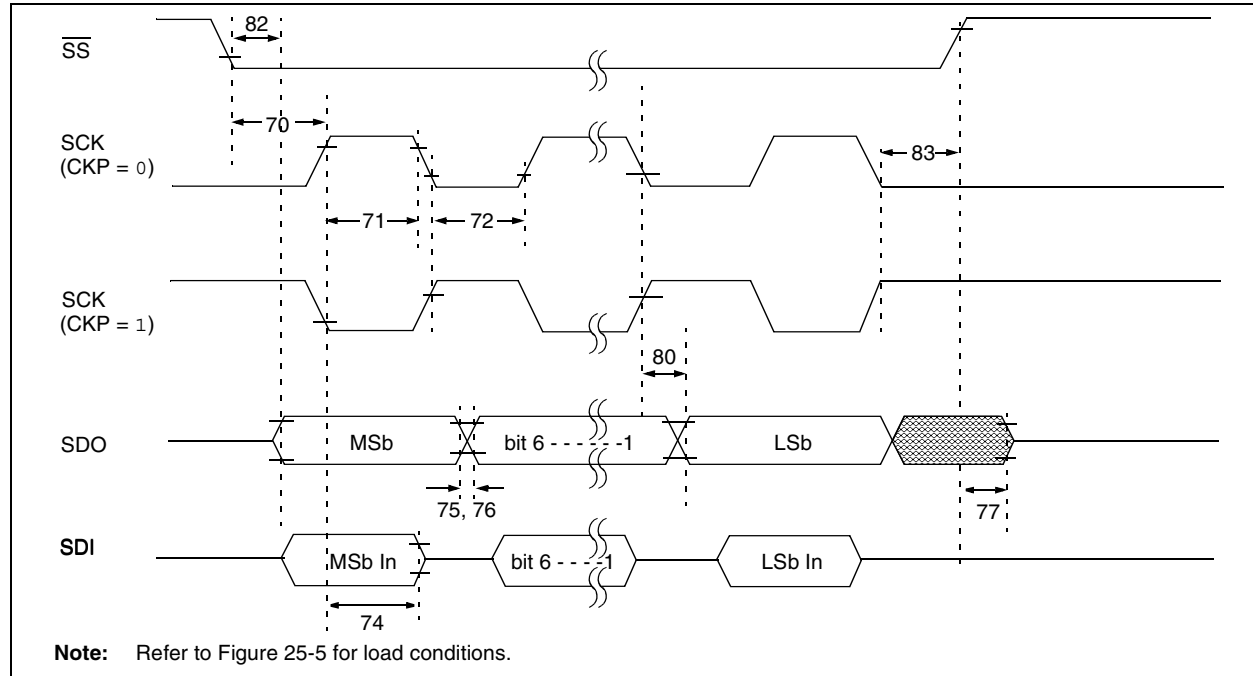 82
SS
70
SCK
(CKP = 0)
83
71
72
SCK
(CKP = 1)
80
SDO
MSb
bit 6 - - - - - -1
LSb
75, 76
77
SDI
MSb In
bit 6 - - - -1
LSb In
74
Note: Refer to Figure 25-5 for load conditions.